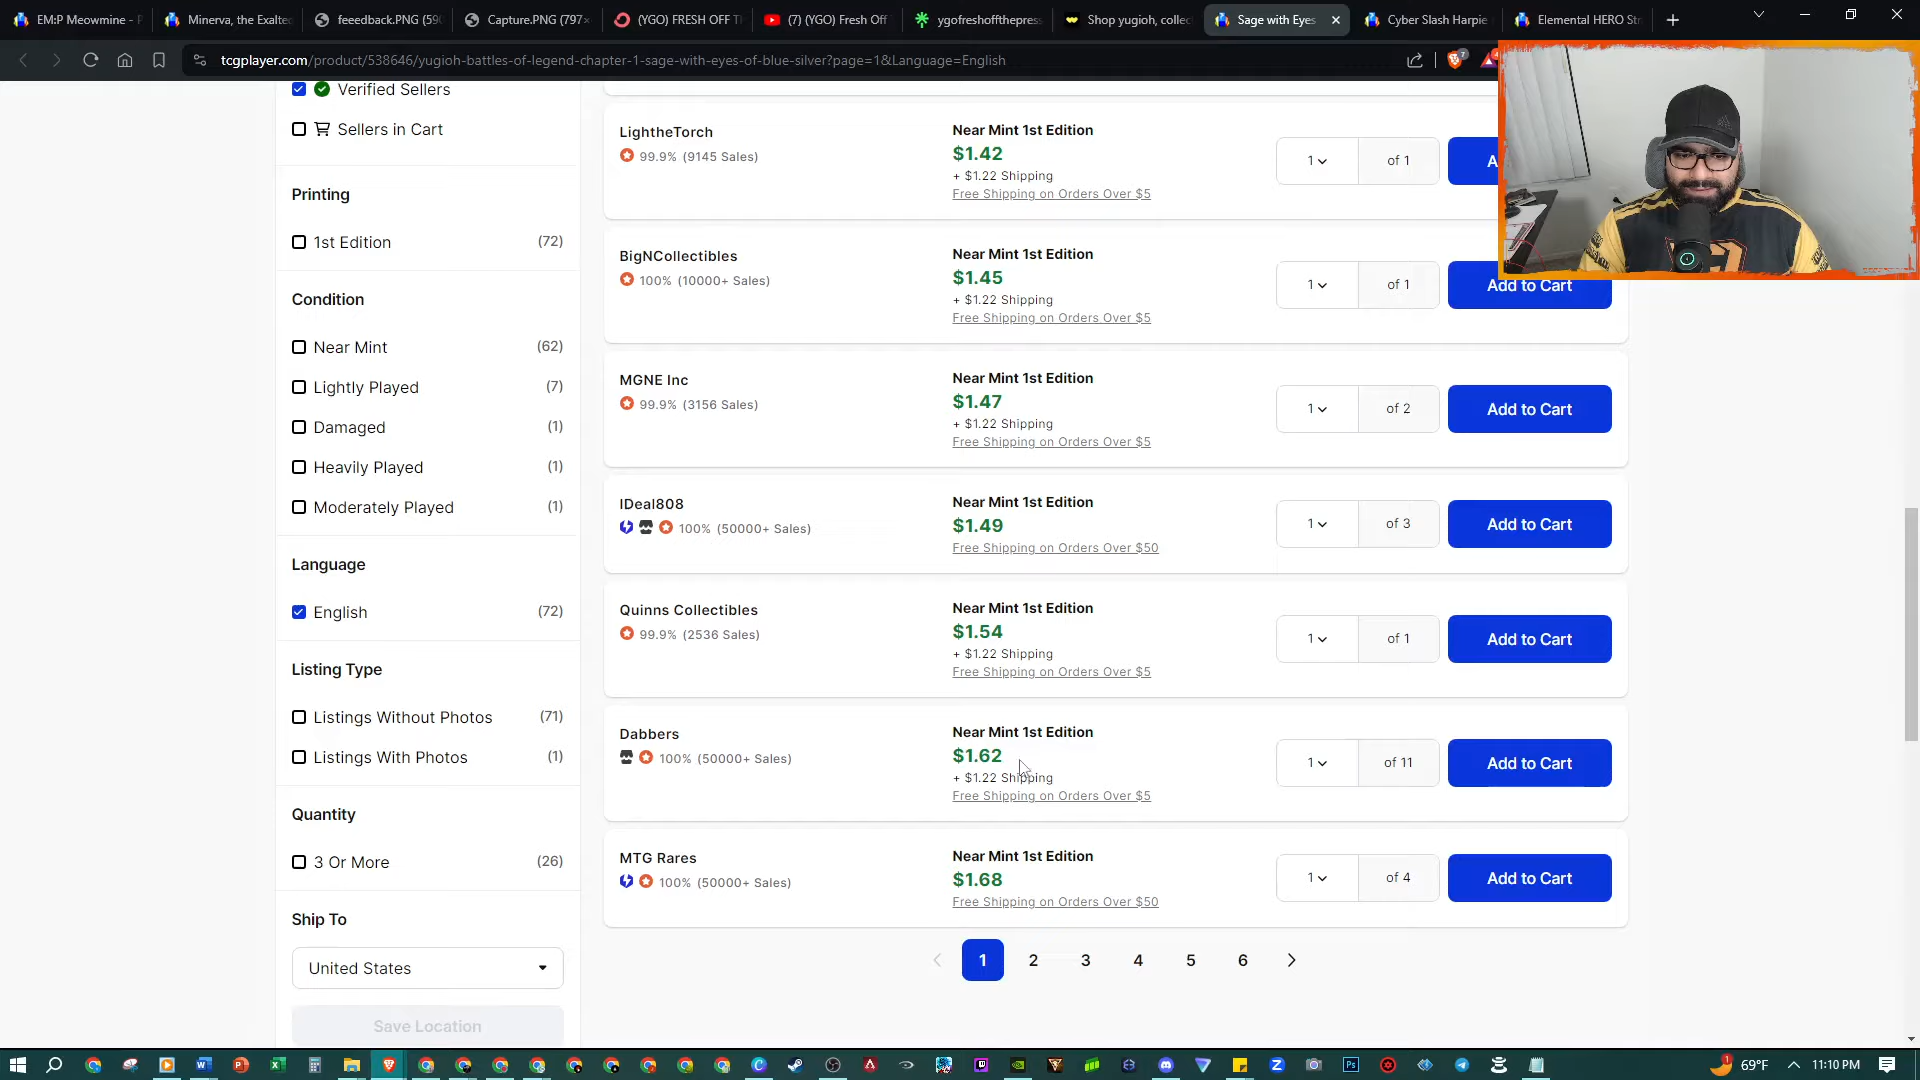 EM:P Meowmine - F
Minerva, the Exalted
feeedback.PNG (590
Capture.PNG (797×
(YGO) FRESH OFF T
(7) (YGO) Fresh Off
ygofreshoffthepress
Shop yugioh, collec
Sage with Eyes
Cyber Slash Harpie
Elemental HERO Str
tcgplayer.com/product/538646/yugioh-battles-of-legend-chapter-1-sage-with-eyes-of-blue-silver?page=1&Language=English
7
Verified Sellers
Sellers in Cart
Printing
1st Edition (72)
Condition
Near Mint (62)
Lightly Played (7)
Damaged (1)
Heavily Played (1)
Moderately Played (1)
Language
English (72)
Listing Type
Listings Without Photos (71)
Listings With Photos (1)
Quantity
3 Or More (26)
Ship To
United States
Save Location
LightheTorch
99.9% (9145 Sales)
Near Mint 1st Edition
$1.42
+ $1.22 Shipping
Free Shipping on Orders Over $5
1 of 1
A
BigNCollectibles
100% (10000+ Sales)
Near Mint 1st Edition
$1.45
+ $1.22 Shipping
Free Shipping on Orders Over $5
1 of 1
Add to Cart
MGNE Inc
99.9% (3156 Sales)
Near Mint 1st Edition
$1.47
+ $1.22 Shipping
Free Shipping on Orders Over $5
1 of 2
Add to Cart
IDeal808
100% (50000+ Sales)
Near Mint 1st Edition
$1.49
Free Shipping on Orders Over $50
1 of 3
Add to Cart
Quinns Collectibles
99.9% (2536 Sales)
Near Mint 1st Edition
$1.54
+ $1.22 Shipping
Free Shipping on Orders Over $5
1 of 1
Add to Cart
Dabbers
100% (50000+ Sales)
Near Mint 1st Edition
$1.62
+ $1.22 Shipping
Free Shipping on Orders Over $5
1 of 11
Add to Cart
MTG Rares
100% (50000+ Sales)
Near Mint 1st Edition
$1.68
Free Shipping on Orders Over $50
1 of 4
Add to Cart
1 2 3 4 5 6
69°F
11:10 PM